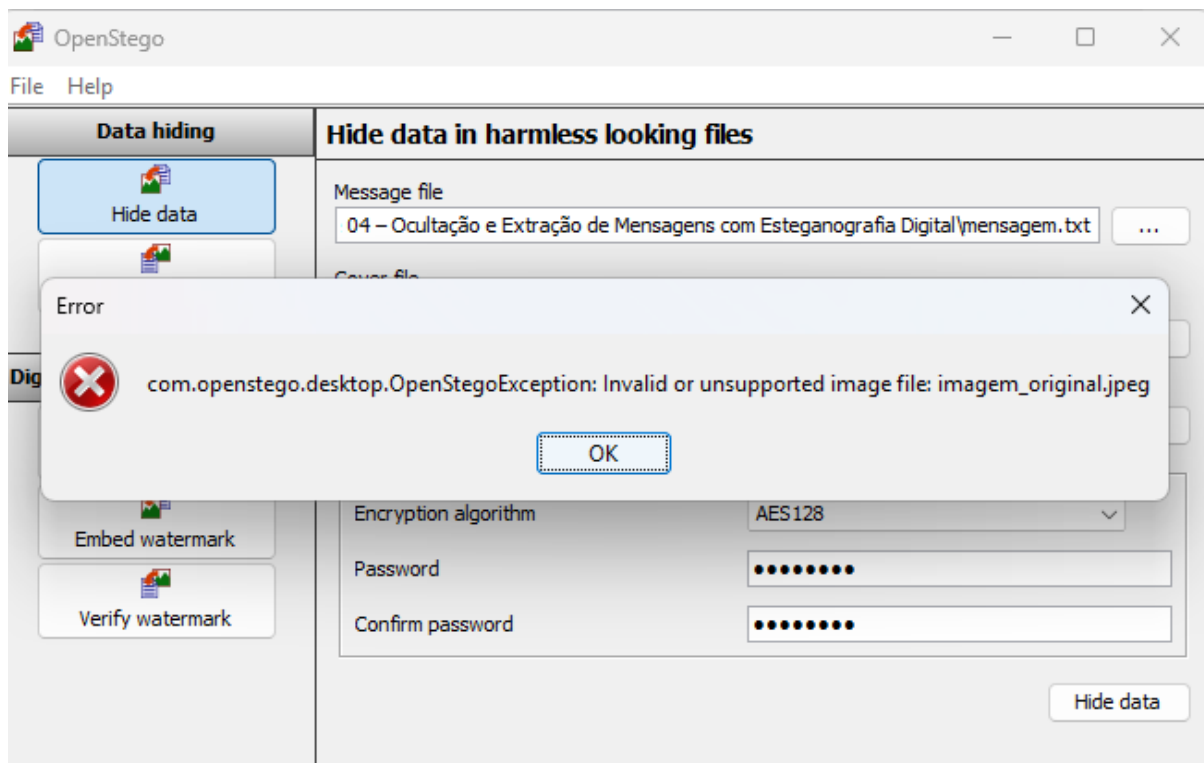 OpenStego
File Help
Data hiding
Hide data in harmless looking files
Hide data
Message file
04 – Ocultação e Extração de Mensagens com Esteganografia Digital\mensagem.txt
...
Cover file
Error
Dig
com.openstego.desktop.OpenStegoException: Invalid or unsupported image file: imagem_original.jpeg
OK
Encryption algorithm
AES128
Embed watermark
Password
••••••••
Verify watermark
Confirm password
••••••••
Hide data